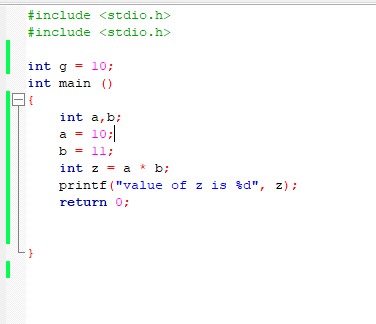 #include <stdio.h>
#include <stdio.h>
int g = 10;
int main ()
{
int a,b;
a = 10;
b = 11;
int z = a * b;
printf("value of z is %d", z);
return 0;
}